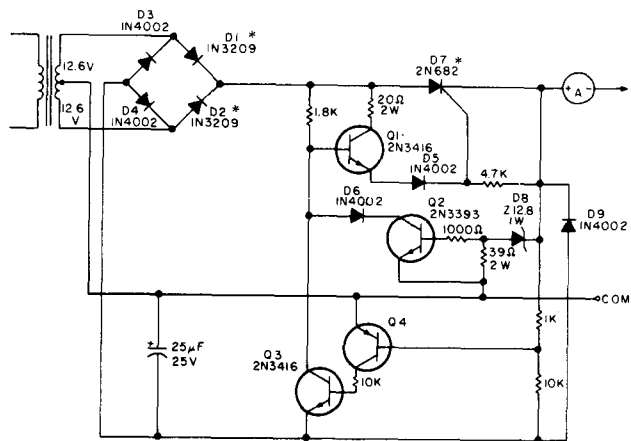 D3
1N4002
D1 *
1N3209
12.6V
12.6
V
D4
1N4002
D2 *
1N3209
D7 *
2N682
+ A -
1.8K
20Ω
2W
Q1
2N3416
D5
1N4002
4.7K
D6
1N4002
Q2
2N3393
1000Ω
D8
Z12.8
1W
D9
1N4002
39Ω
2W
COM
+
25µF
25V
Q4
1K
Q3
2N3416
10K
10K